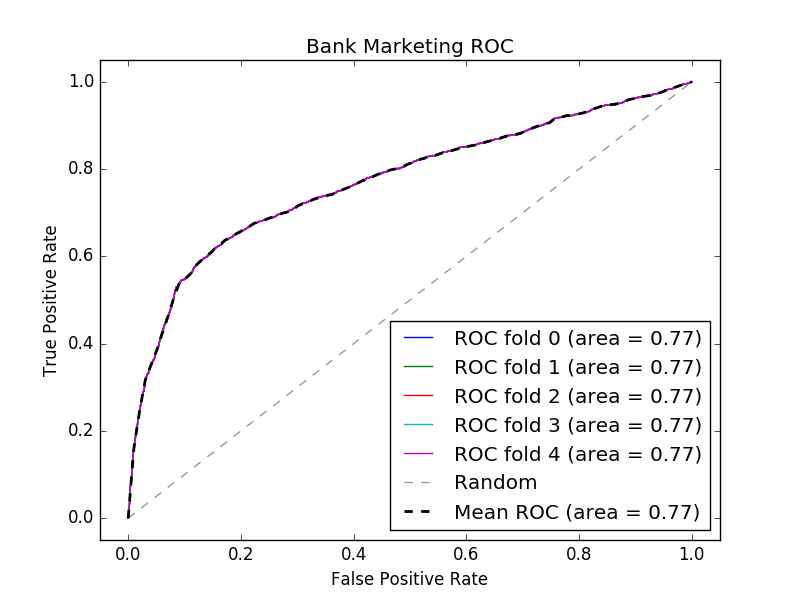 Bank Marketing ROC
1.0
0.8
0.6
0.4
0.2
0.0
True Positive Rate
ROC fold 0 (area = 0.77)
ROC fold 1 (area = 0.77)
ROC fold 2 (area = 0.77)
ROC fold 3 (area = 0.77)
ROC fold 4 (area = 0.77)
Random
Mean ROC (area = 0.77)
0.0 0.2 0.4 0.6 0.8 1.0
False Positive Rate